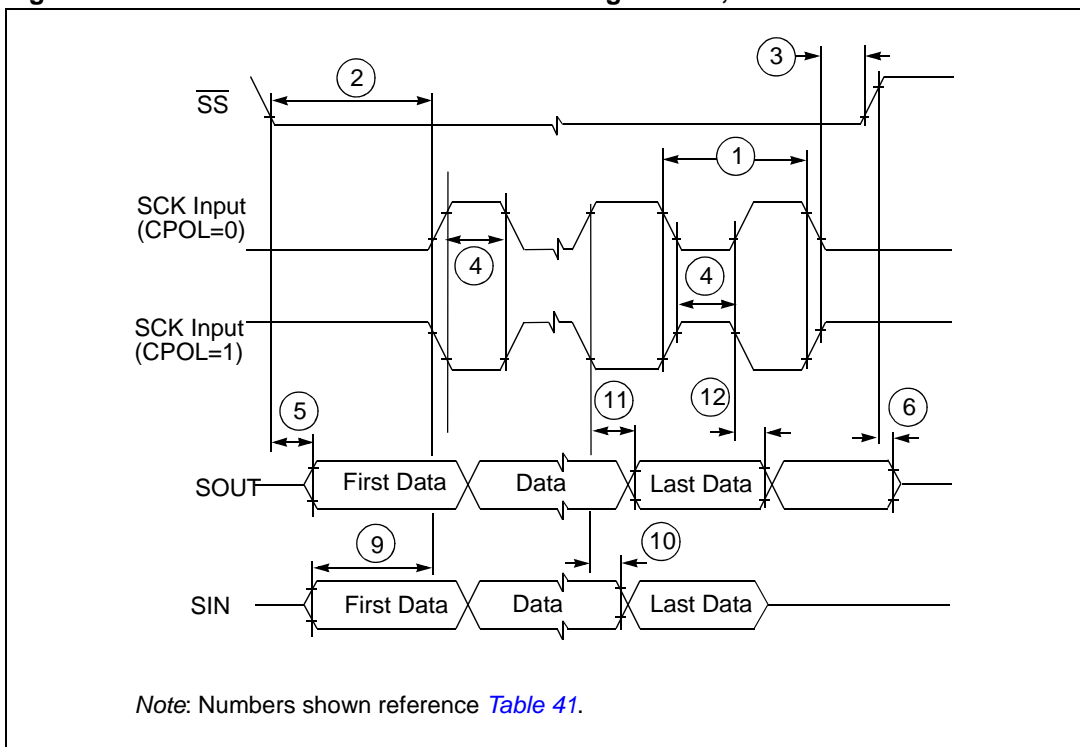 3
2
SS
1
SCK Input
(CPOL=0)
4
4
SCK Input
(CPOL=1)
5
11
12
6
SOUT
First Data
Data
Last Data
9
10
SIN
First Data
Data
Last Data
Note: Numbers shown reference Table 41.